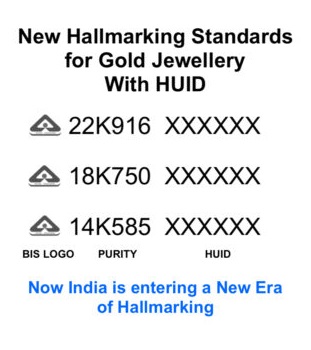 New Hallmarking Standards
for Gold Jewellery
With HUID
22K916 XXXXXX
18K750 XXXXXX
14K585 XXXXXX
BIS LOGO PURITY HUID
Now India is entering a New Era
of Hallmarking